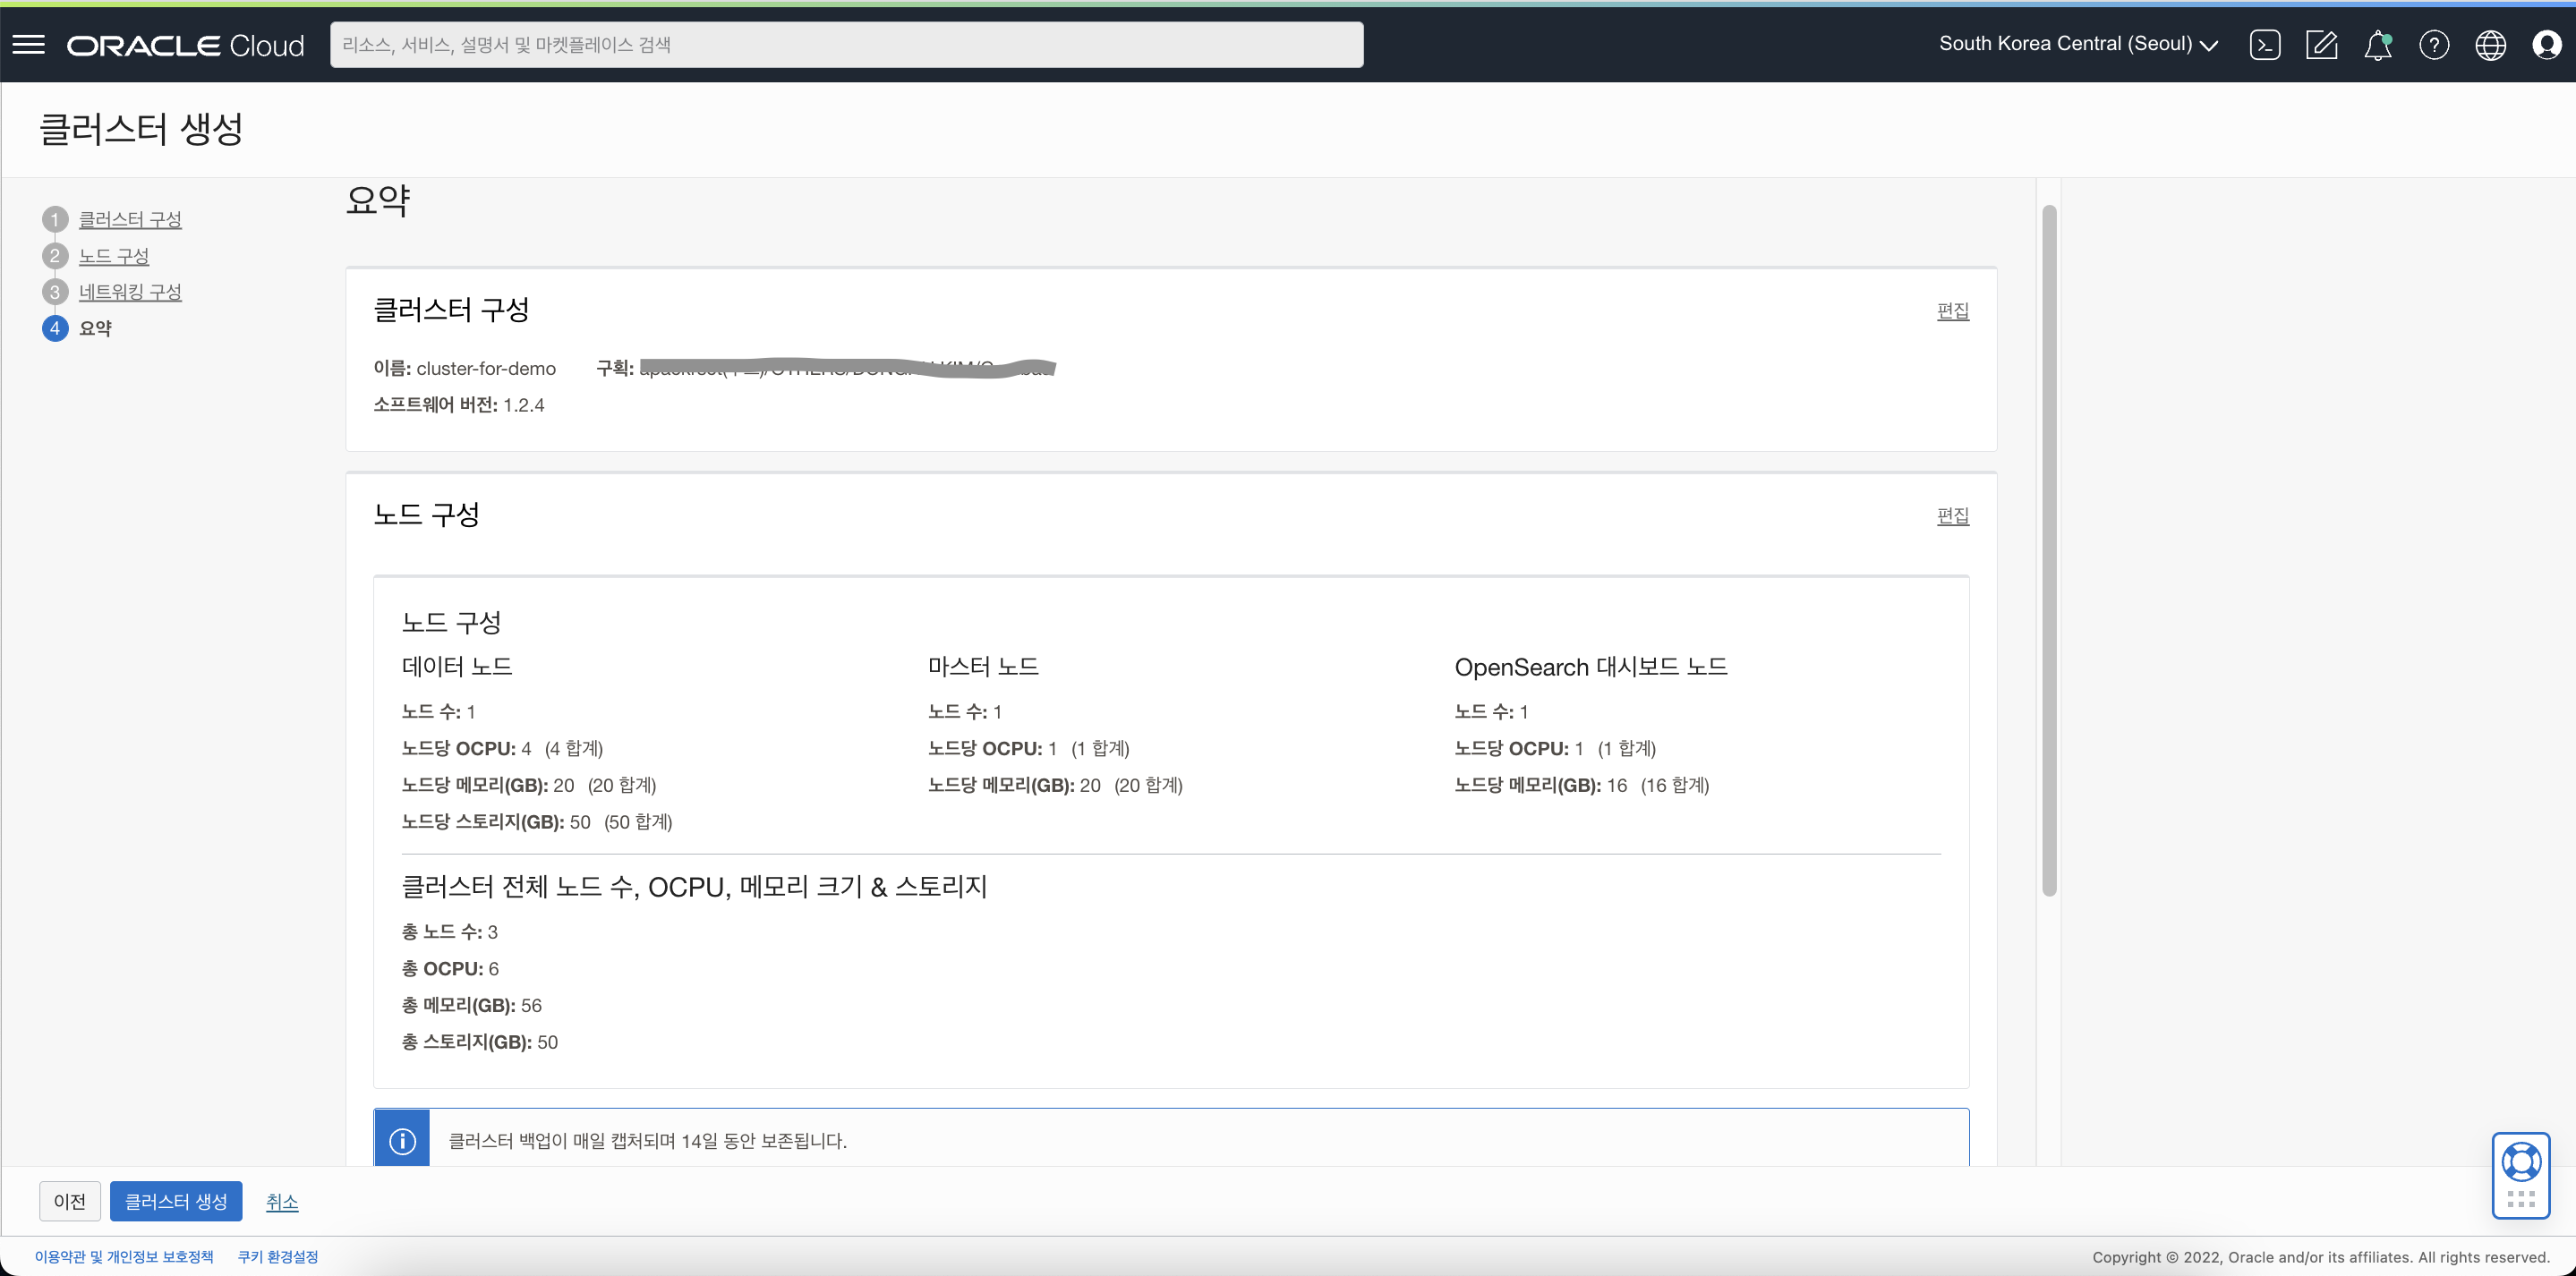 ORACLE Cloud
리소스, 서비스, 설명서 및 마켓플레이스 검색
South Korea Central (Seoul)
클러스터 생성
1 클러스터 구성
2 노드 구성
3 네트워킹 구성
4 요약
요약
클러스터 구성
편집
이름: cluster-for-demo 구획:
소프트웨어 버전: 1.2.4
노드 구성
편집
노드 구성
데이터 노드
노드 수: 1
노드당 OCPU: 4 (4 합계)
노드당 메모리(GB): 20 (20 합계)
노드당 스토리지(GB): 50 (50 합계)
마스터 노드
노드 수: 1
노드당 OCPU: 1 (1 합계)
노드당 메모리(GB): 20 (20 합계)
OpenSearch 대시보드 노드
노드 수: 1
노드당 OCPU: 1 (1 합계)
노드당 메모리(GB): 16 (16 합계)
클러스터 전체 노드 수, OCPU, 메모리 크기 & 스토리지
총 노드 수: 3
총 OCPU: 6
총 메모리(GB): 56
총 스토리지(GB): 50
클러스터 백업이 매일 캡처되며 14일 동안 보존됩니다.
이전
클러스터 생성
취소
이용약관 및 개인정보 보호정책
쿠키 환경설정
Copyright © 2022, Oracle and/or its affiliates. All rights reserved.